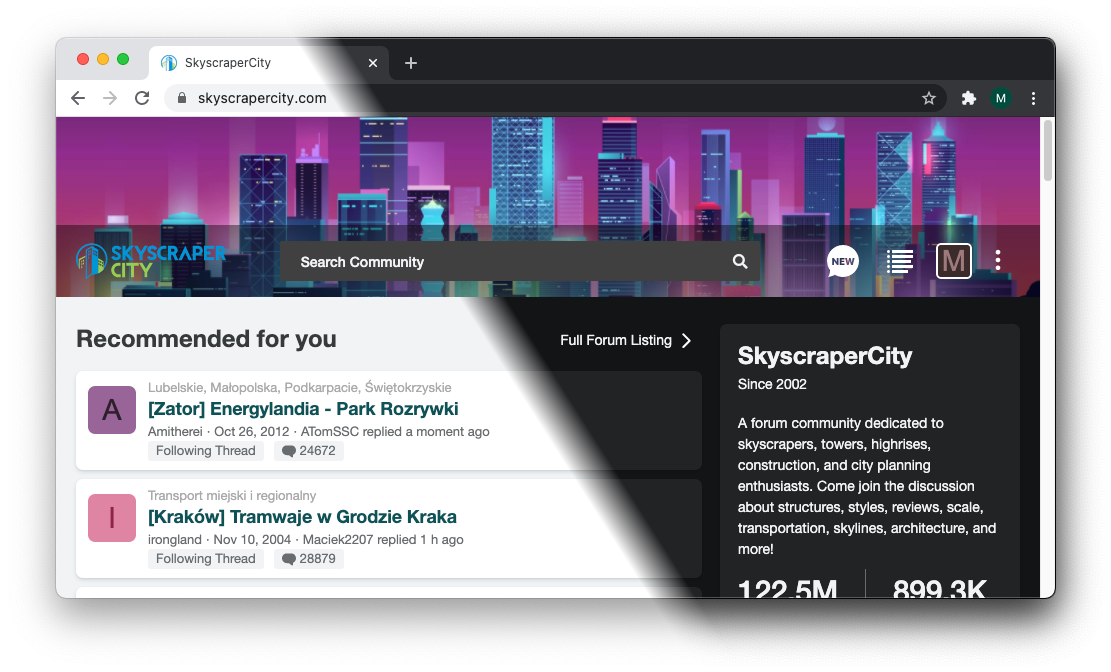 SkyscraperCity
skyscrapercity.com
M
SKYSCRAPER
CITY
Search Community
NEW
M
Recommended for you
Full Forum Listing
A
Lubelskie, Małopolska, Podkarpacie, Świętokrzyskie
[Zator] Energylandia - Park Rozrywki
Amitherei · Oct 26, 2012 · ATomSSC replied a moment ago
Following Thread 24672
I
Transport miejski i regionalny
[Kraków] Tramwaje w Grodzie Kraka
irongland · Nov 10, 2004 · Maciek2207 replied 1 h ago
Following Thread 28879
SkyscraperCity
Since 2002
A forum community dedicated to
skyscrapers, towers, highrises,
construction, and city planning
enthusiasts. Come join the discussion
about structures, styles, reviews, scale,
transportation, skylines, architecture, and
more!
122.5M 899.3K